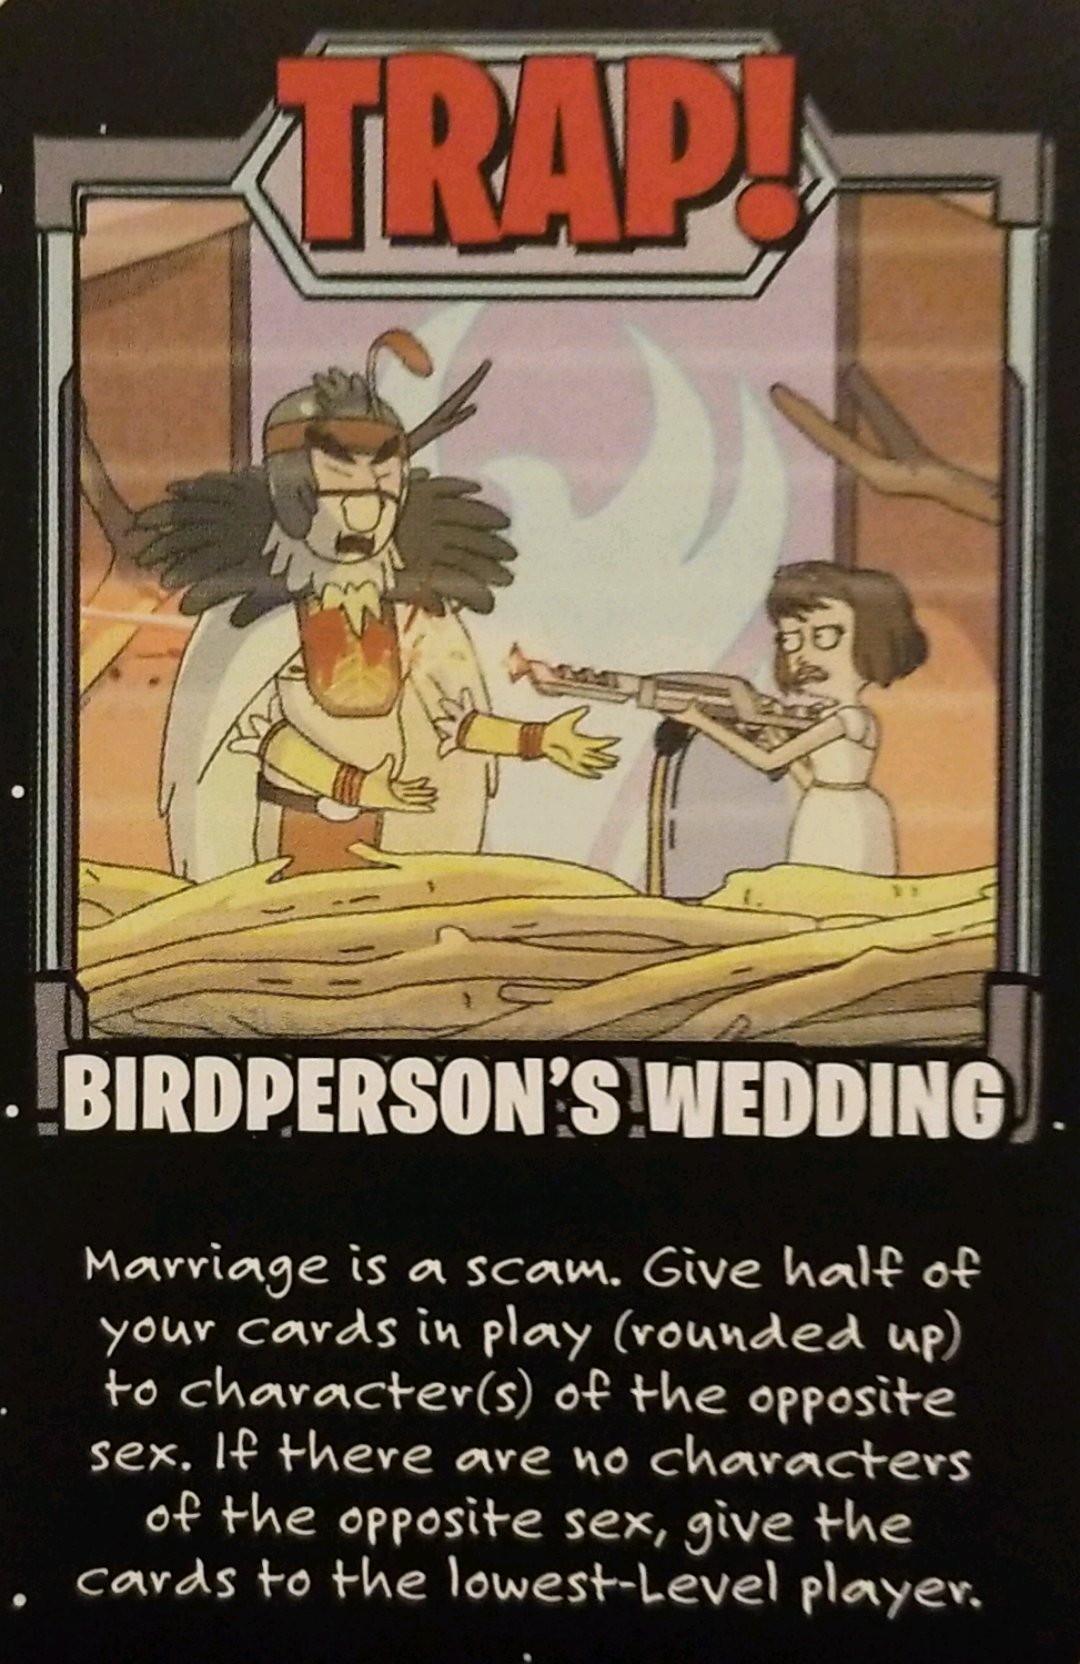 TRAP!
BIRDPERSON'S WEDDING
Marriage is a scam. Give half of
your cards in play (rounded up)
to character(s) of the opposite
sex. If there are no characters
of the opposite sex, give the
cards to the lowest-Level player.